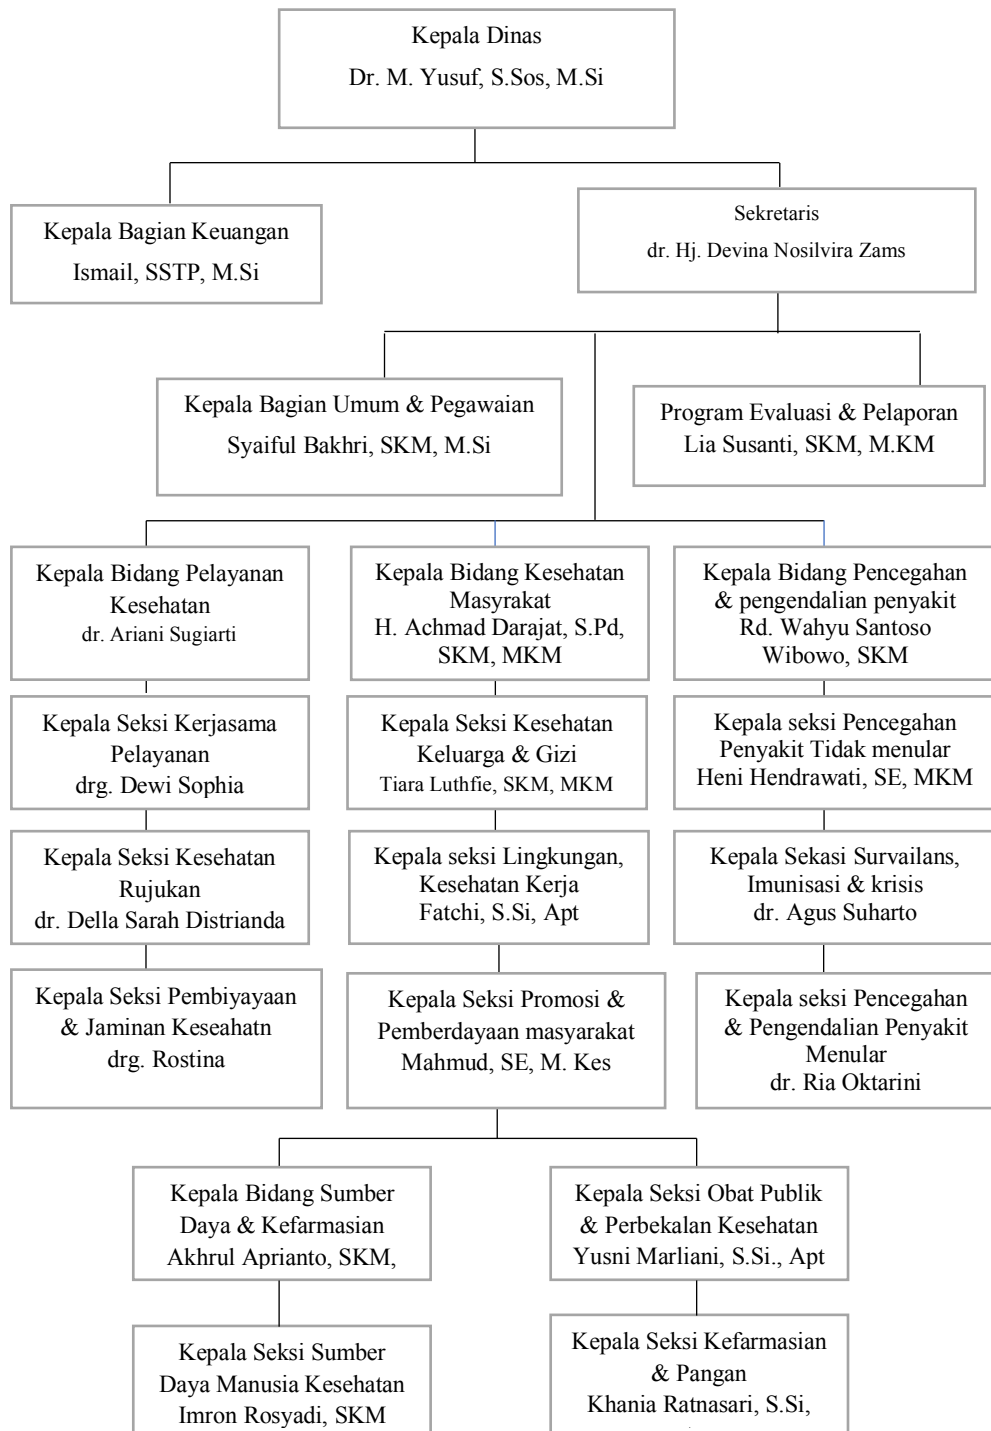 Kepala Dinas
Dr. M. Yusuf, S.Sos, M.Si
Kepala Bagian Keuangan
Ismail, SSTP, M.Si
Sekretaris
dr. Hj. Devina Nosilvira Zams
Kepala Bagian Umum & Pegawaian
Syaiful Bakhri, SKM, M.Si
Program Evaluasi & Pelaporan
Lia Susanti, SKM, M.KM
Kepala Bidang Pelayanan
Kesehatan
dr. Ariani Sugiarti
Kepala Bidang Kesehatan
Masyrakat
H. Achmad Darajat, S.Pd,
SKM, MKM
Kepala Bidang Pencegahan
& pengendalian penyakit
Rd. Wahyu Santoso
Wibowo, SKM
Kepala Seksi Kerjasama
Pelayanan
drg. Dewi Sophia
Kepala Seksi Kesehatan
Keluarga & Gizi
Tiara Luthfie, SKM, MKM
Kepala seksi Pencegahan
Penyakit Tidak menular
Heni Hendrawati, SE, MKM
Kepala Seksi Kesehatan
Rujukan
dr. Della Sarah Distrianda
Kepala seksi Lingkungan,
Kesehatan Kerja
Fatchi, S.Si, Apt
Kepala Sekasi Survailans,
Imunisasi & krisis
dr. Agus Suharto
Kepala Seksi Pembiyayaan
& Jaminan Keseahatn
drg. Rostina
Kepala Seksi Promosi &
Pemberdayaan masyarakat
Mahmud, SE, M. Kes
Kepala seksi Pencegahan
& Pengendalian Penyakit
Menular
dr. Ria Oktarini
Kepala Bidang Sumber
Daya & Kefarmasian
Akhrul Aprianto, SKM,
Kepala Seksi Obat Publik
& Perbekalan Kesehatan
Yusni Marliani, S.Si., Apt
Kepala Seksi Sumber
Daya Manusia Kesehatan
Imron Rosyadi, SKM
Kepala Seksi Kefarmasian
& Pangan
Khania Ratnasari, S.Si,